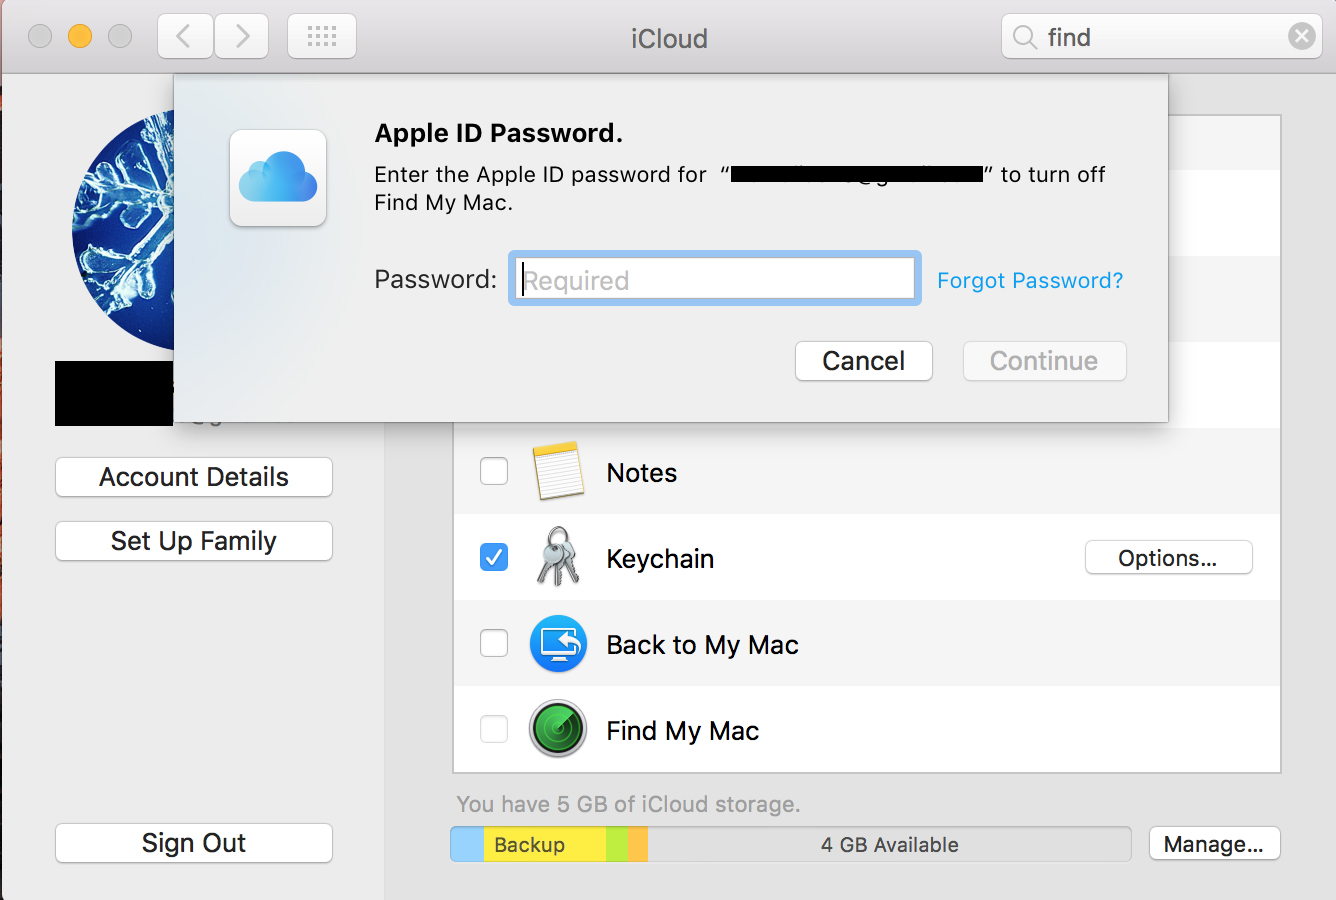 iCloud
find
Apple ID Password.
Enter the Apple ID password for “ ” to turn off
Find My Mac.
Password:
Required
Forgot Password?
Cancel
Continue
Account Details
Set Up Family
Sign Out
Notes
Keychain
Options...
Back to My Mac
Find My Mac
You have 5 GB of iCloud storage.
Backup
4 GB Available
Manage...